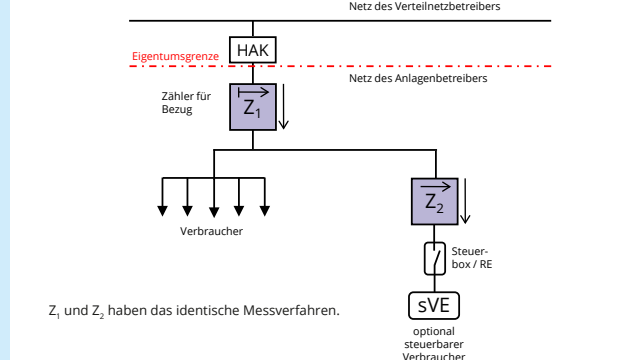 Netz des Verteilnetzbetreibers
HAK
Eigentumsgrenze
Netz des Anlagenbetreibers
Zähler für
Bezug
Z₁
Z₂
Verbraucher
Steuer-
box / RE
sVE
Z₁ und Z₂ haben das identische Messverfahren.
optional
steuerbarer
Verbraucher